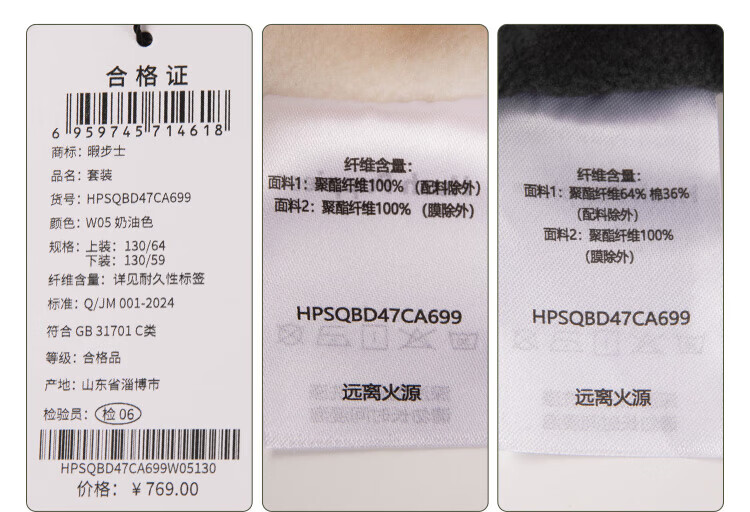 合格证
6 959745 714618
商标：暇步士
品名：套装
货号：HPSQBD47CA699
颜色：W05 奶油色
规格：上装：130/64
下装：130/59
纤维含量：详见耐久性标签
标准：Q/JM 001-2024
符合 GB 31701 C类
等级：合格品
产地：山东省淄博市
检验员：检 06
HPSQBD47CA699W05130
价格：￥769.00
纤维含量：
面料1：聚酯纤维100% （配料除外）
面料2：聚酯纤维100% （膜除外）
HPSQBD47CA699
远离火源
纤维含量：
面料1：聚酯纤维64% 棉36%
（配料除外）
面料2：聚酯纤维100%
（膜除外）
HPSQBD47CA699
远离火源